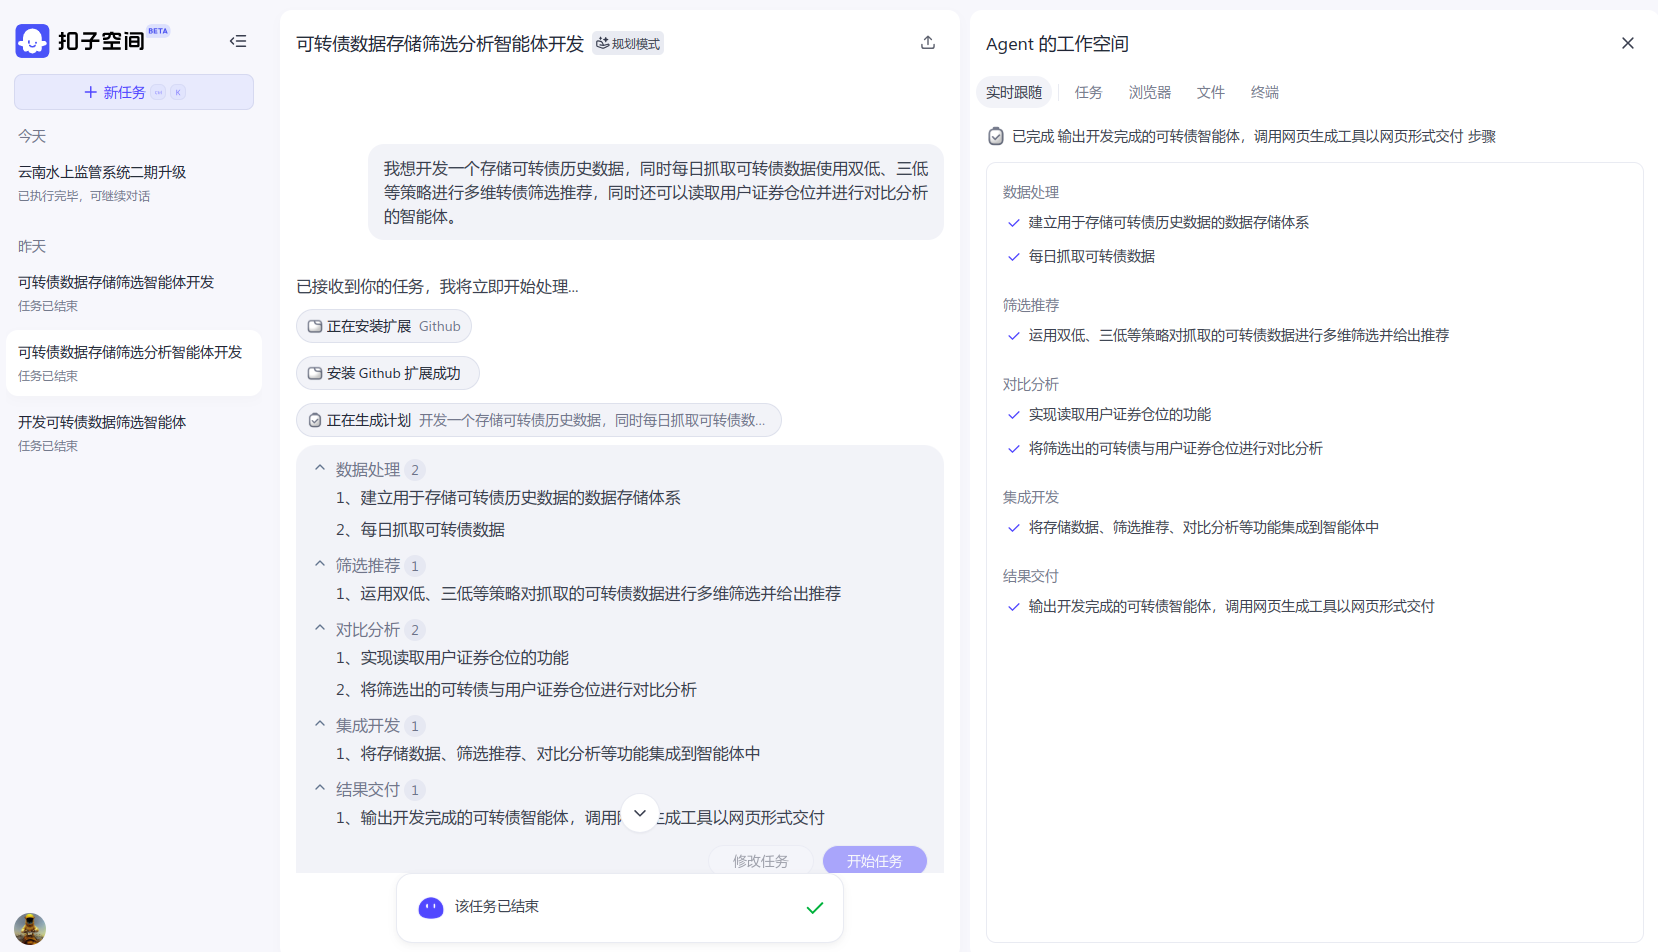 扣子空间 BETA
新任务 K
今天
云南水上监管系统二期升级
已执行完毕，可继续对话
昨天
可转债数据存储筛选智能体开发
任务已结束
可转债数据存储筛选分析智能体开发
任务已结束
开发可转债数据筛选智能体
任务已结束
可转债数据存储筛选分析智能体开发 规划模式
我想开发一个存储可转债历史数据，同时每日抓取可转债数据使用双低、三低
等策略进行多维转债筛选推荐，同时还可以读取用户证券仓位并进行对比分析
的智能体。
已接收到你的任务，我将立即开始处理...
正在安装扩展 Github
安装 Github 扩展成功
正在生成计划 开发一个存储可转债历史数据，同时每日抓取可转债数...
数据处理 2
1、建立用于存储可转债历史数据的数据存储体系
2、每日抓取可转债数据
筛选推荐 1
1、运用双低、三低等策略对抓取的可转债数据进行多维筛选并给出推荐
对比分析 2
1、实现读取用户证券仓位的功能
2、将筛选出的可转债与用户证券仓位进行对比分析
集成开发 1
1、将存储数据、筛选推荐、对比分析等功能集成到智能体中
结果交付 1
1、输出开发完成的可转债智能体，调用 生成工具以网页形式交付
修改任务 开始任务
该任务已结束
Agent 的工作空间
实时跟随 任务 浏览器 文件 终端
已完成 输出开发完成的可转债智能体，调用网页生成工具以网页形式交付 步骤
数据处理
建立用于存储可转债历史数据的数据存储体系
每日抓取可转债数据
筛选推荐
运用双低、三低等策略对抓取的可转债数据进行多维筛选并给出推荐
对比分析
实现读取用户证券仓位的功能
将筛选出的可转债与用户证券仓位进行对比分析
集成开发
将存储数据、筛选推荐、对比分析等功能集成到智能体中
结果交付
输出开发完成的可转债智能体，调用网页生成工具以网页形式交付